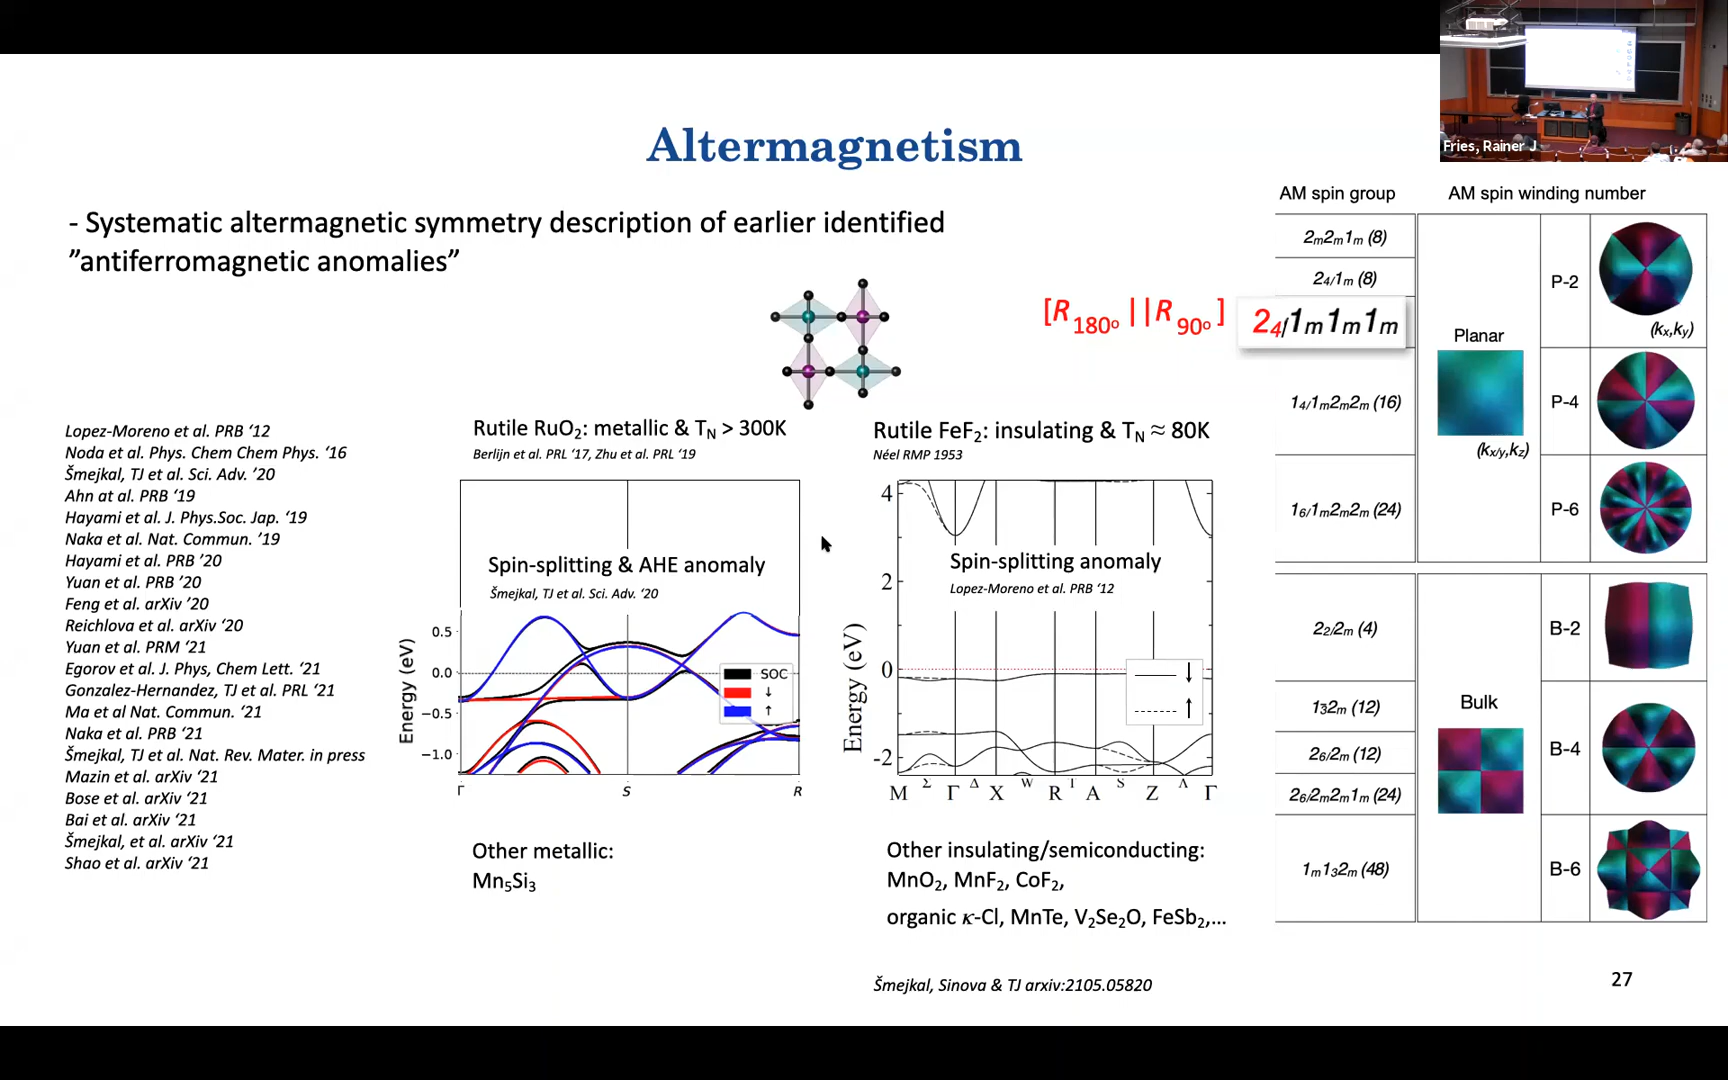 Fries, Rainer J
Altermagnetism
- Systematic altermagnetic symmetry description of earlier identified
”antiferromagnetic anomalies”
[R 180º || R 90º ]
Lopez-Moreno et al. PRB ‘12
Noda et al. Phys. Chem Chem Phys. ‘16
Šmejkal, TJ et al. Sci. Adv. ’20
Ahn at al. PRB ‘19
Hayami et al. J. Phys.Soc. Jap. ‘19
Naka et al. Nat. Commun. ’19
Hayami et al. PRB ’20
Yuan et al. PRB ’20
Feng et al. arXiv ’20
Reichlova et al. arXiv ’20
Yuan et al. PRM ’21
Egorov et al. J. Phys, Chem Lett. ‘21
Gonzalez-Hernandez, TJ et al. PRL ‘21
Ma et al Nat. Commun. ‘21
Naka et al. PRB ’21
Šmejkal, TJ et al. Nat. Rev. Mater. in press
Mazin et al. arXiv ‘21
Bose et al. arXiv ‘21
Bai et al. arXiv ‘21
Šmejkal, et al. arXiv ‘21
Shao et al. arXiv ’21
Rutile RuO₂: metallic & T_N > 300K
Berlijn et al. PRL ‘17, Zhu et al. PRL ‘19
Spin-splitting & AHE anomaly
Šmejkal, TJ et al. Sci. Adv. ‘20
Energy (eV)
0.5
0.0
−0.5
−1.0
SOC
↓
↑
Γ S R
Other metallic:
Mn₅Si₃
Rutile FeF₂: insulating & T_N ≈ 80K
Néel RMP 1953
Spin-splitting anomaly
Lopez-Moreno et al. PRB ‘12
Energy (eV)
4
2
0
-2
↓
↑
M Σ Γ Δ X W R T A S Z Λ Γ
Other insulating/semiconducting:
MnO₂, MnF₂, CoF₂,
organic κ-Cl, MnTe, V₂Se₂O, FeSb₂,...
Šmejkal, Sinova & TJ arxiv:2105.05820
AM spin group
AM spin winding number
2m2m1m (8)
24/1m (8)
24/1m1m1m
14/1m2m2m (16)
16/1m2m2m (24)
Planar
(kx/y,kz)
P-2
(kx,ky)
P-4
P-6
22/2m (4)
13̄2m (12)
26/2m (12)
26/2m2m1m (24)
1m132m (48)
Bulk
B-2
B-4
B-6
27